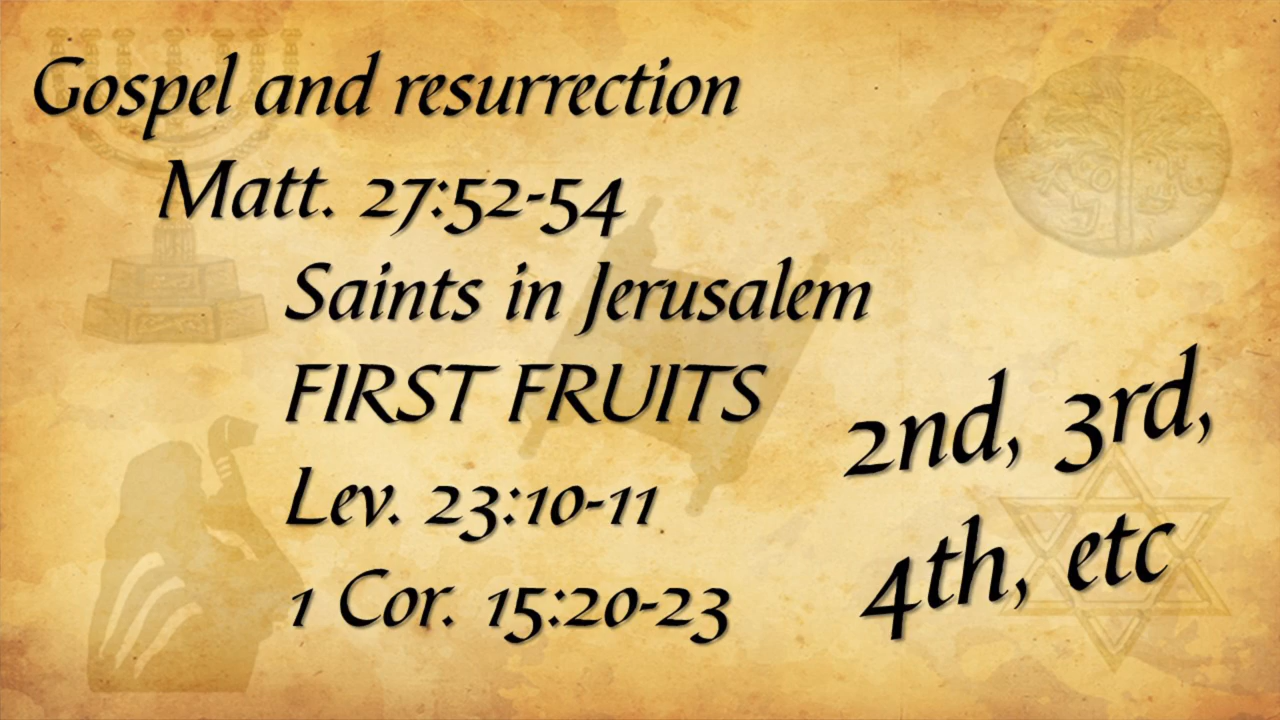 Gospel and resurrection
Matt. 27:52-54
Saints in Jerusalem
FIRST FRUITS
Lev. 23:10-11
1 Cor. 15:20-23
2nd, 3rd,
4th, etc